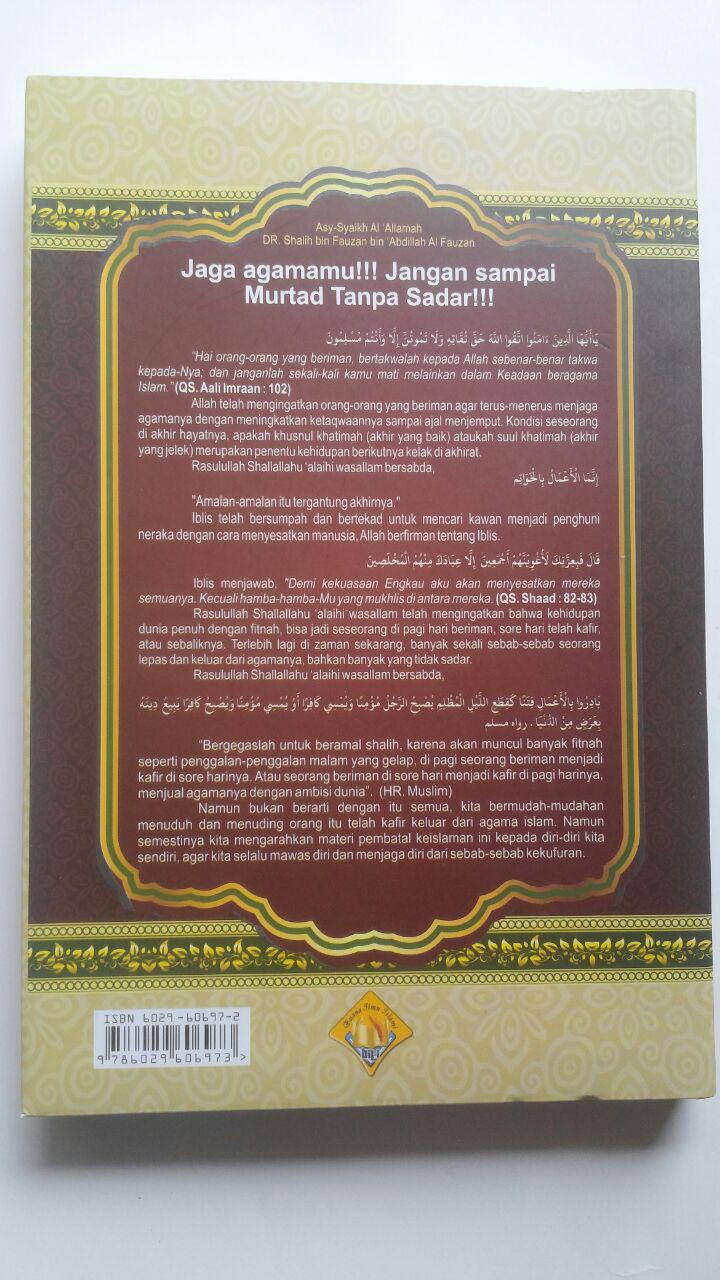 Asy-Syaikh Al 'Allamah
DR. Shalih bin Fauzan bin 'Abdillah Al Fauzan
Jaga agamamu!!! Jangan sampai
Murtad Tanpa Sadar!!!
يَٰٓأَيُّهَا ٱلَّذِينَ ءَامَنُوا ٱتَّقُوا ٱللَّهَ حَقَّ تُقَاتِهِ وَلَا تَمُوتُنَّ إِلَّا وَأَنْتُمْ مُسْلِمُونَ
"Hai orang-orang yang beriman, bertakwalah kepada Allah sebenar-benar takwa
kepada-Nya; dan janganlah sekali-kali kamu mati melainkan dalam Keadaan beragama
Islam." (QS. Aali Imraan : 102)
Allah telah mengingatkan orang-orang yang beriman agar terus-menerus menjaga
agamanya dengan meningkatkan ketaqwaannya sampai ajal menjemput. Kondisi seseorang
di akhir hayatnya, apakah khusnul khatimah (akhir yang baik) ataukah suul khatimah (akhir
yang jelek) merupakan penentu kehidupan berikutnya kelak di akhirat.
Rasulullah Shallallahu 'alaihi wasallam bersabda,
إِنَّمَا الْأَعْمَالُ بِالْخَوَاتِمِ
"Amalan-amalan itu tergantung akhirnya."
Iblis telah bersumpah dan bertekad untuk mencari kawan menjadi penghuni
neraka dengan cara menyesatkan manusia, Allah berfirman tentang Iblis.
قَالَ فَبِعِزَّتِكَ لَأُغْوِيَنَّهُمْ أَجْمَعِينَ إِلَّا عِبَادَكَ مِنْهُمُ الْمُخْلَصِينَ
Iblis menjawab, "Demi kekuasaan Engkau aku akan menyesatkan mereka
semuanya. Kecuali hamba-hamba-Mu yang mukhlis di antara mereka. (QS. Shaad : 82-83)
Rasulullah Shallallahu 'alaihi wasallam telah mengingatkan bahwa kehidupan
dunia penuh dengan fitnah, bisa jadi seseorang di pagi hari beriman, sore hari telah kafir,
atau sebaliknya. Terlebih lagi di zaman sekarang, banyak sekali sebab-sebab seorang
lepas dan keluar dari agamanya, bahkan banyak yang tidak sadar.
Rasulullah Shallallahu 'alaihi wasallam bersabda,
بَادِرُوا بِالْأَعْمَالِ فِتَنًا كَقِطَعِ اللَّيْلِ الْمُظْلِمِ يُصْبِحُ الرَّجُلُ مُؤْمِنًا وَيُمْسِي كَافِرًا أَوْ يُمْسِي مُؤْمِنًا وَيُصْبِحُ كَافِرًا يَبِيعُ دِينَهُ
بِعَرَضٍ مِنَ الدُّنْيَا . رواه مسلم
"Bergegaslah untuk beramal shalih, karena akan muncul banyak fitnah
seperti penggalan-penggalan malam yang gelap, di pagi seorang beriman menjadi
kafir di sore harinya. Atau seorang beriman di sore hari menjadi kafir di pagi harinya,
menjual agamanya dengan ambisi dunia". (HR. Muslim)
Namun bukan berarti dengan itu semua, kita bermudah-mudahan
menuduh dan menuding orang itu telah kafir keluar dari agama islam. Namun
semestinya kita mengarahkan materi pembatal keislaman ini kepada diri-diri kita
sendiri, agar kita selalu mawas diri dan menjaga diri dari sebab-sebab kekufuran.
ISBN 6029-60697-2
9 786029 606973 >
Buana Ilmu Islami